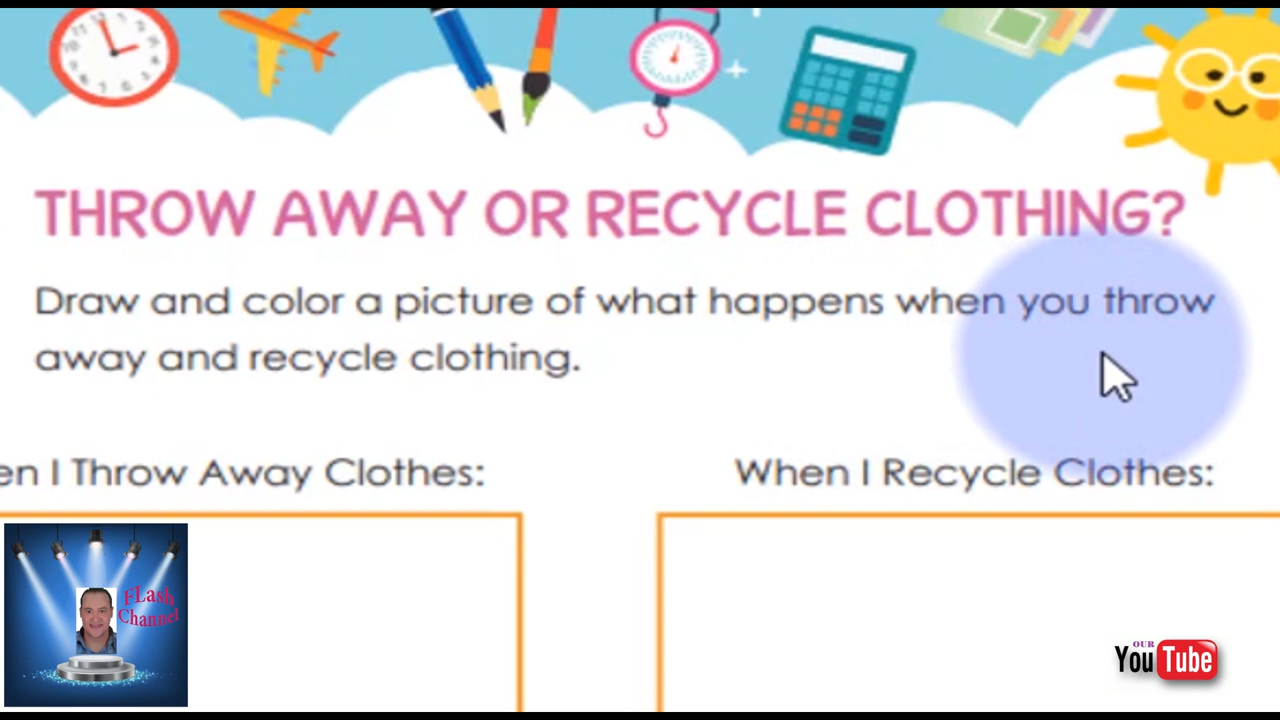 THROW AWAY OR RECYCLE CLOTHING?
Draw and color a picture of what happens when you throw
away and recycle clothing.
en I Throw Away Clothes:
When I Recycle Clothes:
FLash
Channel
OUR
YouTube